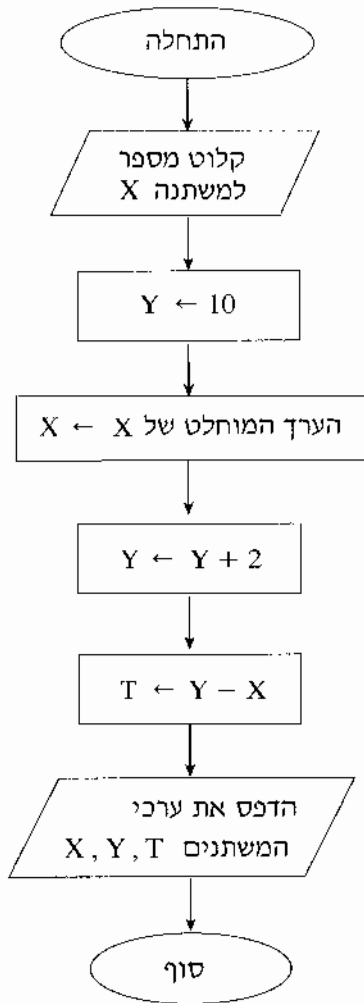 התחלה
קלוט מספר
למשתנה X
Y ← 10
X ← X הערך המוחלט של
Y ← Y + 2
T ← Y − X
הדפס את ערכי
המשתנים X , Y , T
סוף